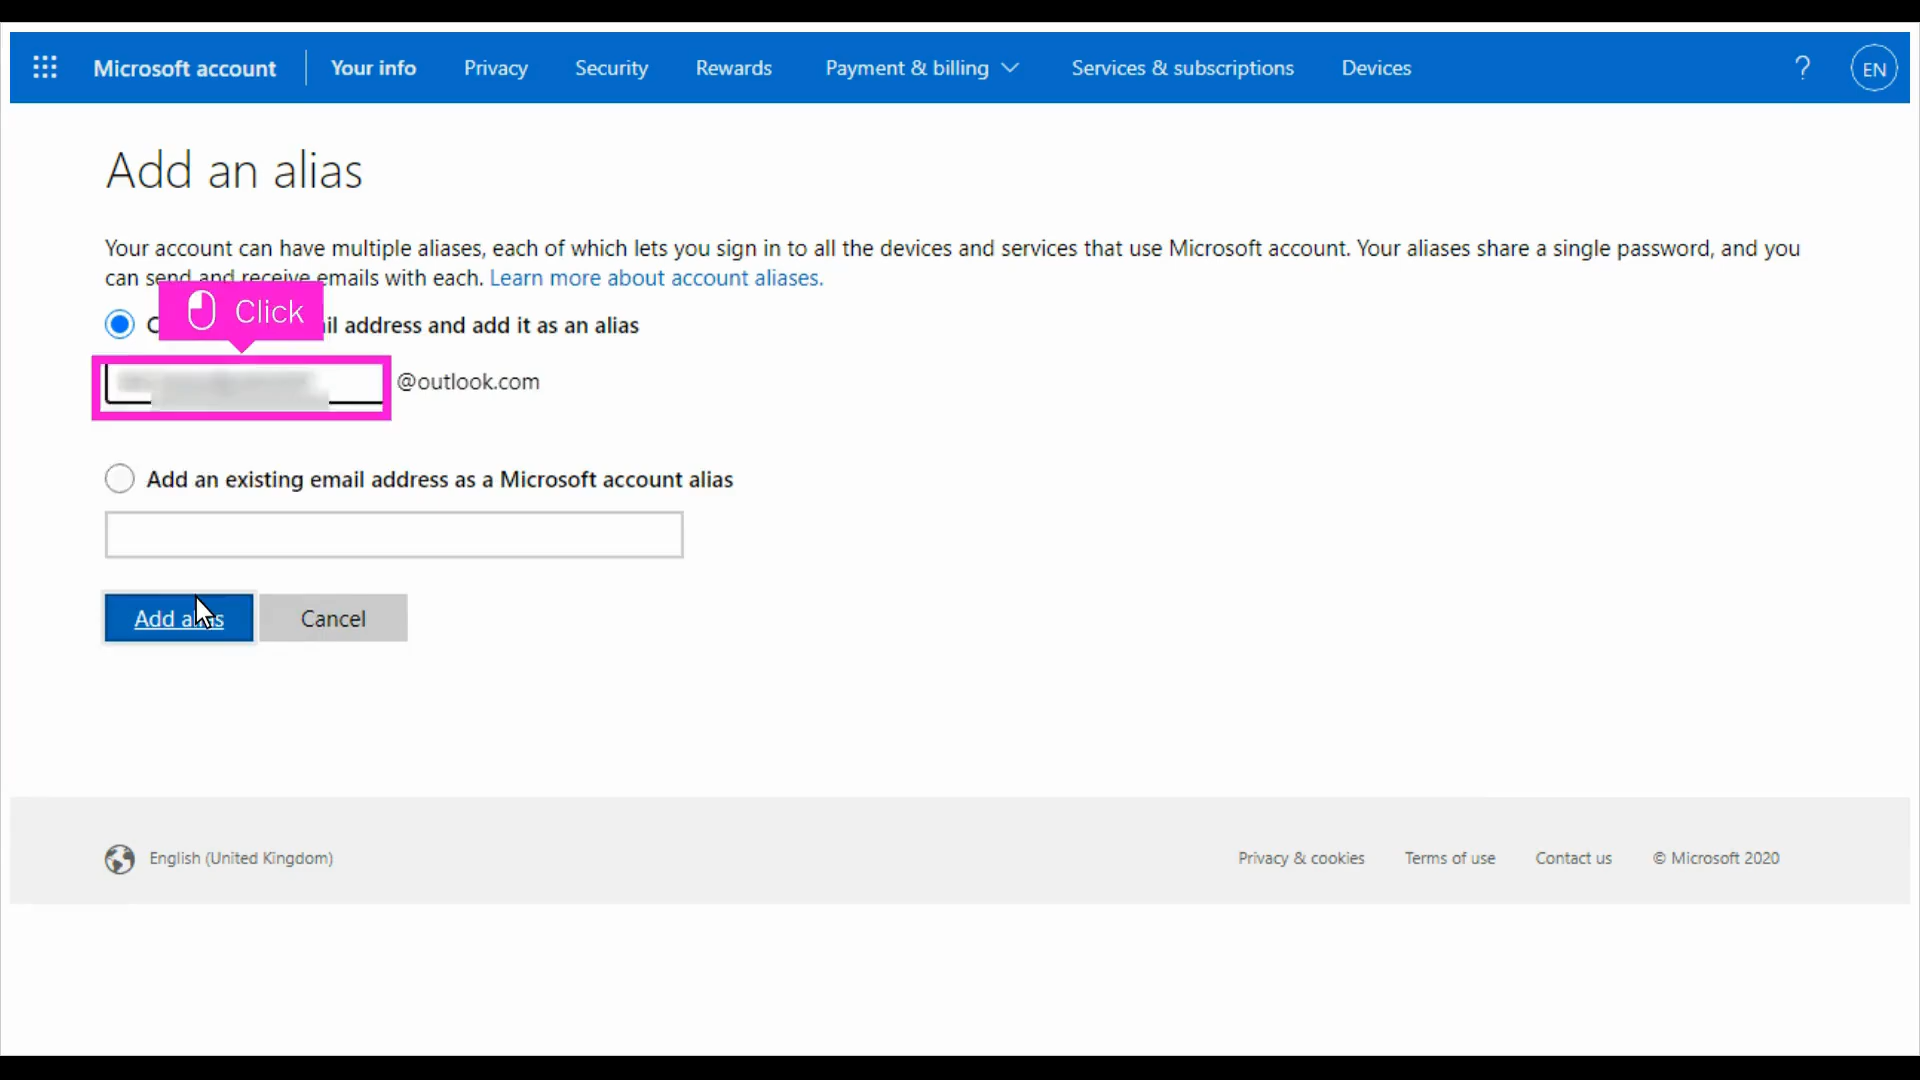 Microsoft account Your info Privacy Security Rewards Payment & billing Services & subscriptions Devices ? EN
Add an alias
Your account can have multiple aliases, each of which lets you sign in to all the devices and services that use Microsoft account. Your aliases share a single password, and you
can send and receive emails with each. Learn more about account aliases.
Click
address and add it as an alias
@outlook.com
Add an existing email address as a Microsoft account alias
Add alias Cancel
English (United Kingdom) Privacy & cookies Terms of use Contact us © Microsoft 2020